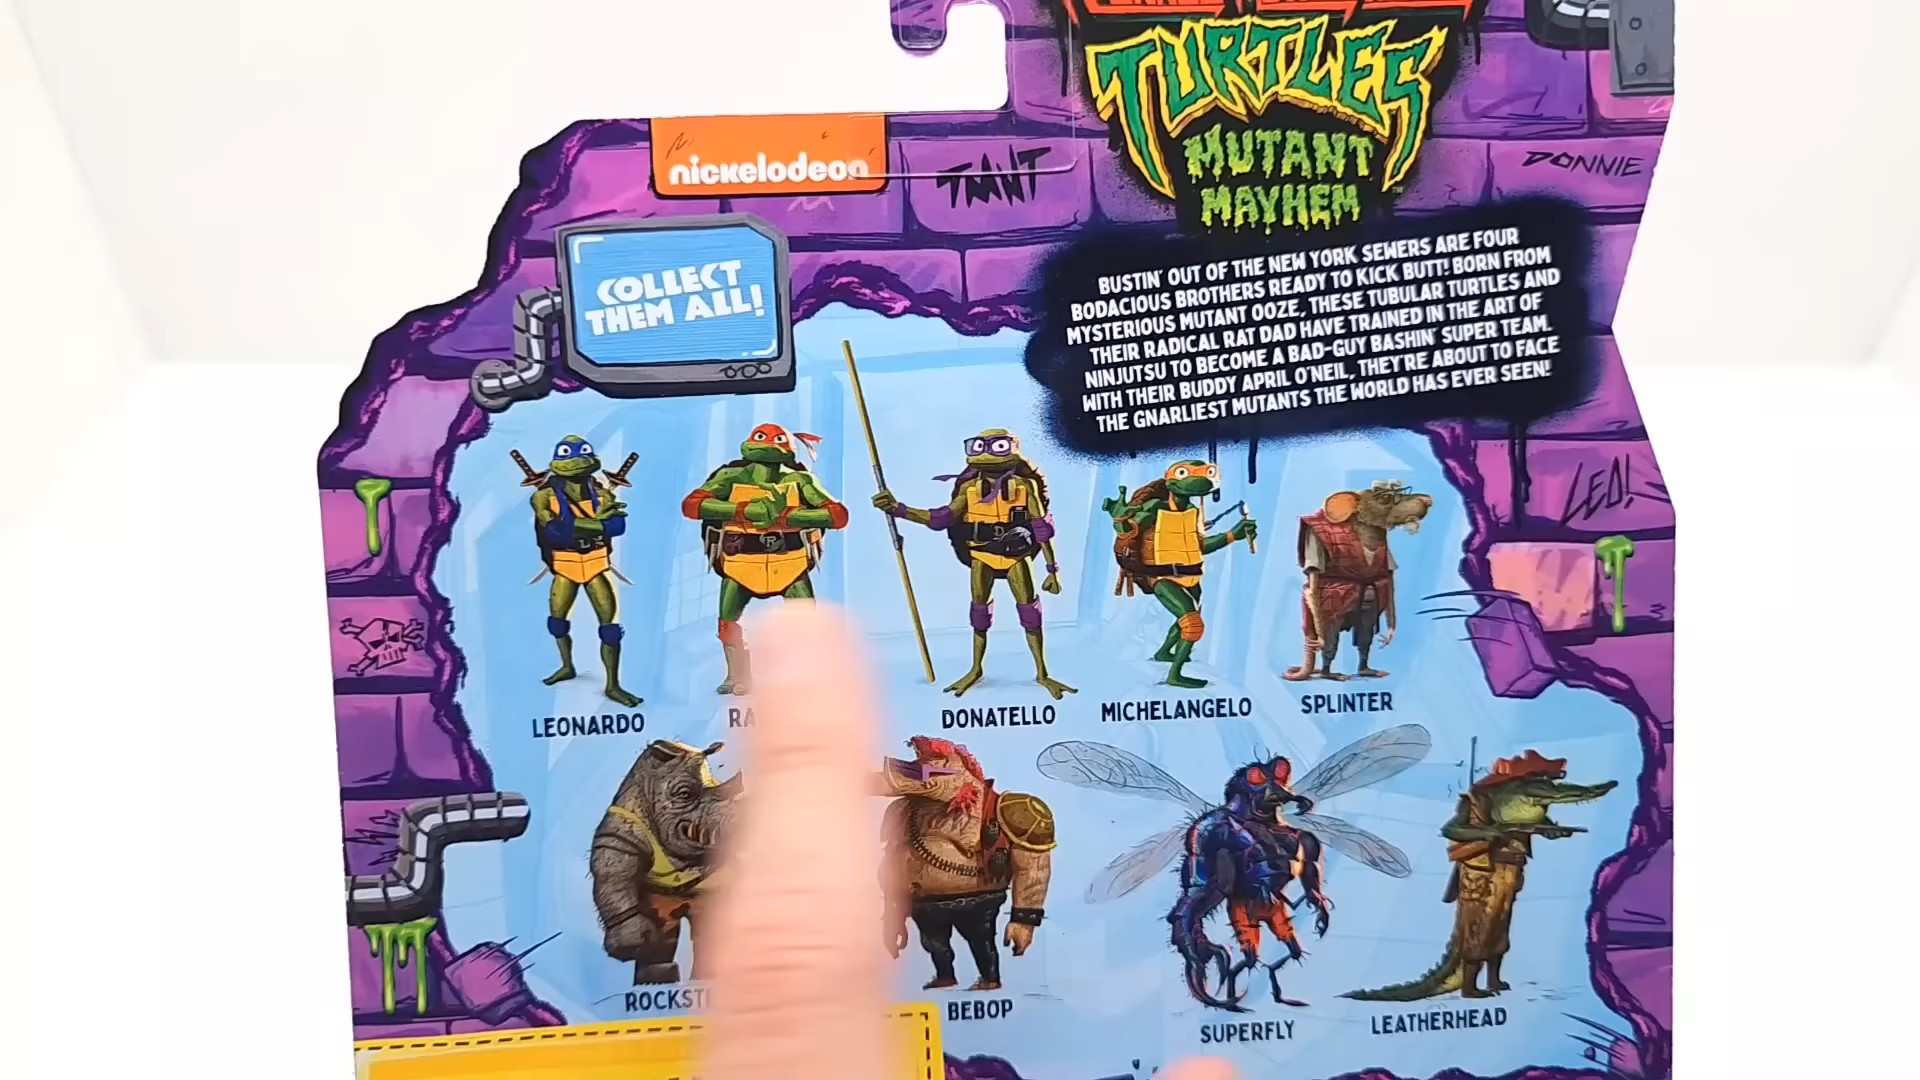 TURTLES
MUTANT
MAYHEM™
nickelodeon
TMNT
DONNIE
COLLECT
THEM ALL!
BUSTIN' OUT OF THE NEW YORK SEWERS ARE FOUR
BODACIOUS BROTHERS READY TO KICK BUTT! BORN FROM
MYSTERIOUS MUTANT OOZE, THESE TUBULAR TURTLES AND
THEIR RADICAL RAT DAD HAVE TRAINED IN THE ART OF
NINJUTSU TO BECOME A BAD-GUY BASHIN' SUPER TEAM.
WITH THEIR BUDDY APRIL O'NEIL, THEY'RE ABOUT TO FACE
THE GNARLIEST MUTANTS THE WORLD HAS EVER SEEN!
LEO!
LEONARDO
RA
DONATELLO
MICHELANGELO
SPLINTER
ROCKST
BEBOP
SUPERFLY
LEATHERHEAD